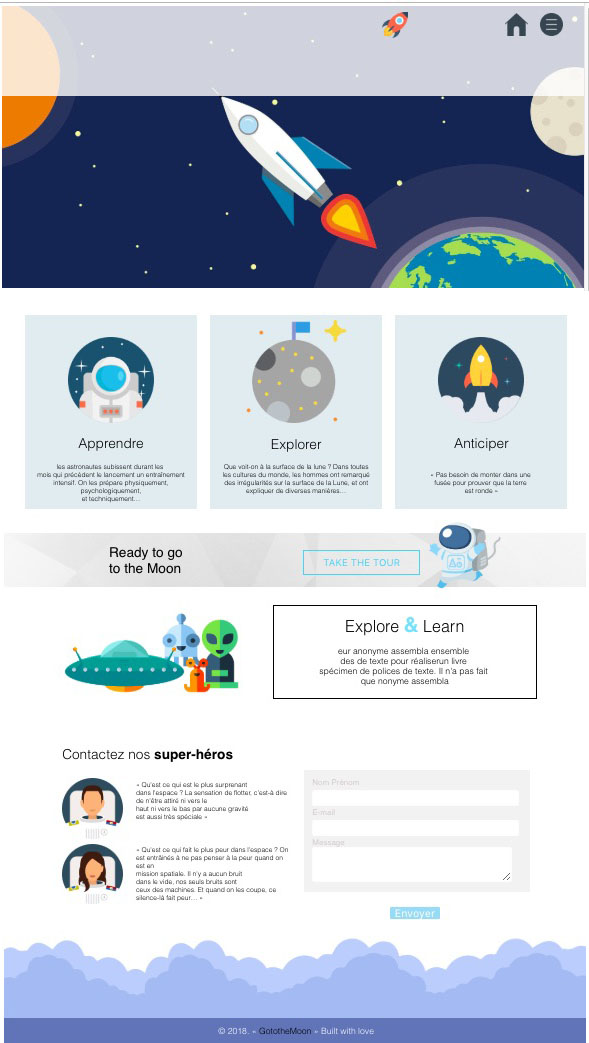 Apprendre
les astronautes subissent durant les
mois qui précèdent le lancement un entraînement
intensif. On les prépare physiquement,
psychologiquement,
et techniquement...
Explorer
Que voit-on à la surface de la lune ? Dans toutes
les cultures du monde, les hommes ont remarqué
des irrégularités sur la surface de la Lune, et ont
expliquer de diverses manières...
Anticiper
« Pas besoin de monter dans une
fusée pour prouver que la terre
est ronde »
Ready to go
to the Moon
TAKE THE TOUR
Explore & Learn
eur anonyme assembla ensemble
des de texte pour réaliserun livre
spécimen de polices de texte. Il n'a pas fait
que nonyme assembla
Contactez nos super-héros
« Qu'est ce qui est le plus surprenant
dans l'espace ? La sensation de flotter, c'est-à dire
de n'être attiré ni vers le
haut ni vers le bas par aucune gravité
est aussi très spéciale »
« Qu'est ce qui fait le plus peur dans l'espace ? On
est entraînés à ne pas penser à la peur quand on
est en
mission spatiale. Il n'y a aucun bruit
dans le vide, nos seuls bruits sont
ceux des machines. Et quand on les coupe, ce
silence-là fait peur... »
Nom Prénom
E-mail
Message
Envoyer
© 2018. » GototheMoon » Built with love